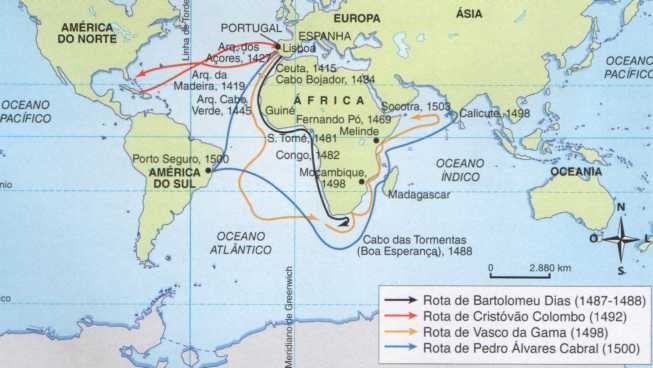 AMÉRICA
DO NORTE
Linha de Torde
PORTUGAL
EUROPA
ÁSIA
ESPANHA
Lisboa
Arq. dos
Açores, 1427
Ceuta, 1415
Cabo Bojador, 1434
Arq. da
Madeira, 1419
OCEANO
PACÍFICO
OCEANO
PACÍFICO
Arq. Cabo
Verde, 1445
ÁFRICA
Socotra, 1503
Calicute, 1498
Guiné
Fernando Pó, 1469
Melinde
S. Tomé, 1481
Congo, 1482
Porto Seguro, 1500
AMÉRICA
DO SUL
Moçambique,
1498
OCEANO
ÍNDICO
OCEANIA
Madagascar
OCEANO
ATLÂNTICO
Cabo das Tormentas
(Boa Esperança), 1488
N
O
L
S
0
2.880 km
Meridiano de Greenwich
Rota de Bartolomeu Dias (1487-1488)
Rota de Cristóvão Colombo (1492)
Rota de Vasco da Gama (1498)
Rota de Pedro Álvares Cabral (1500)